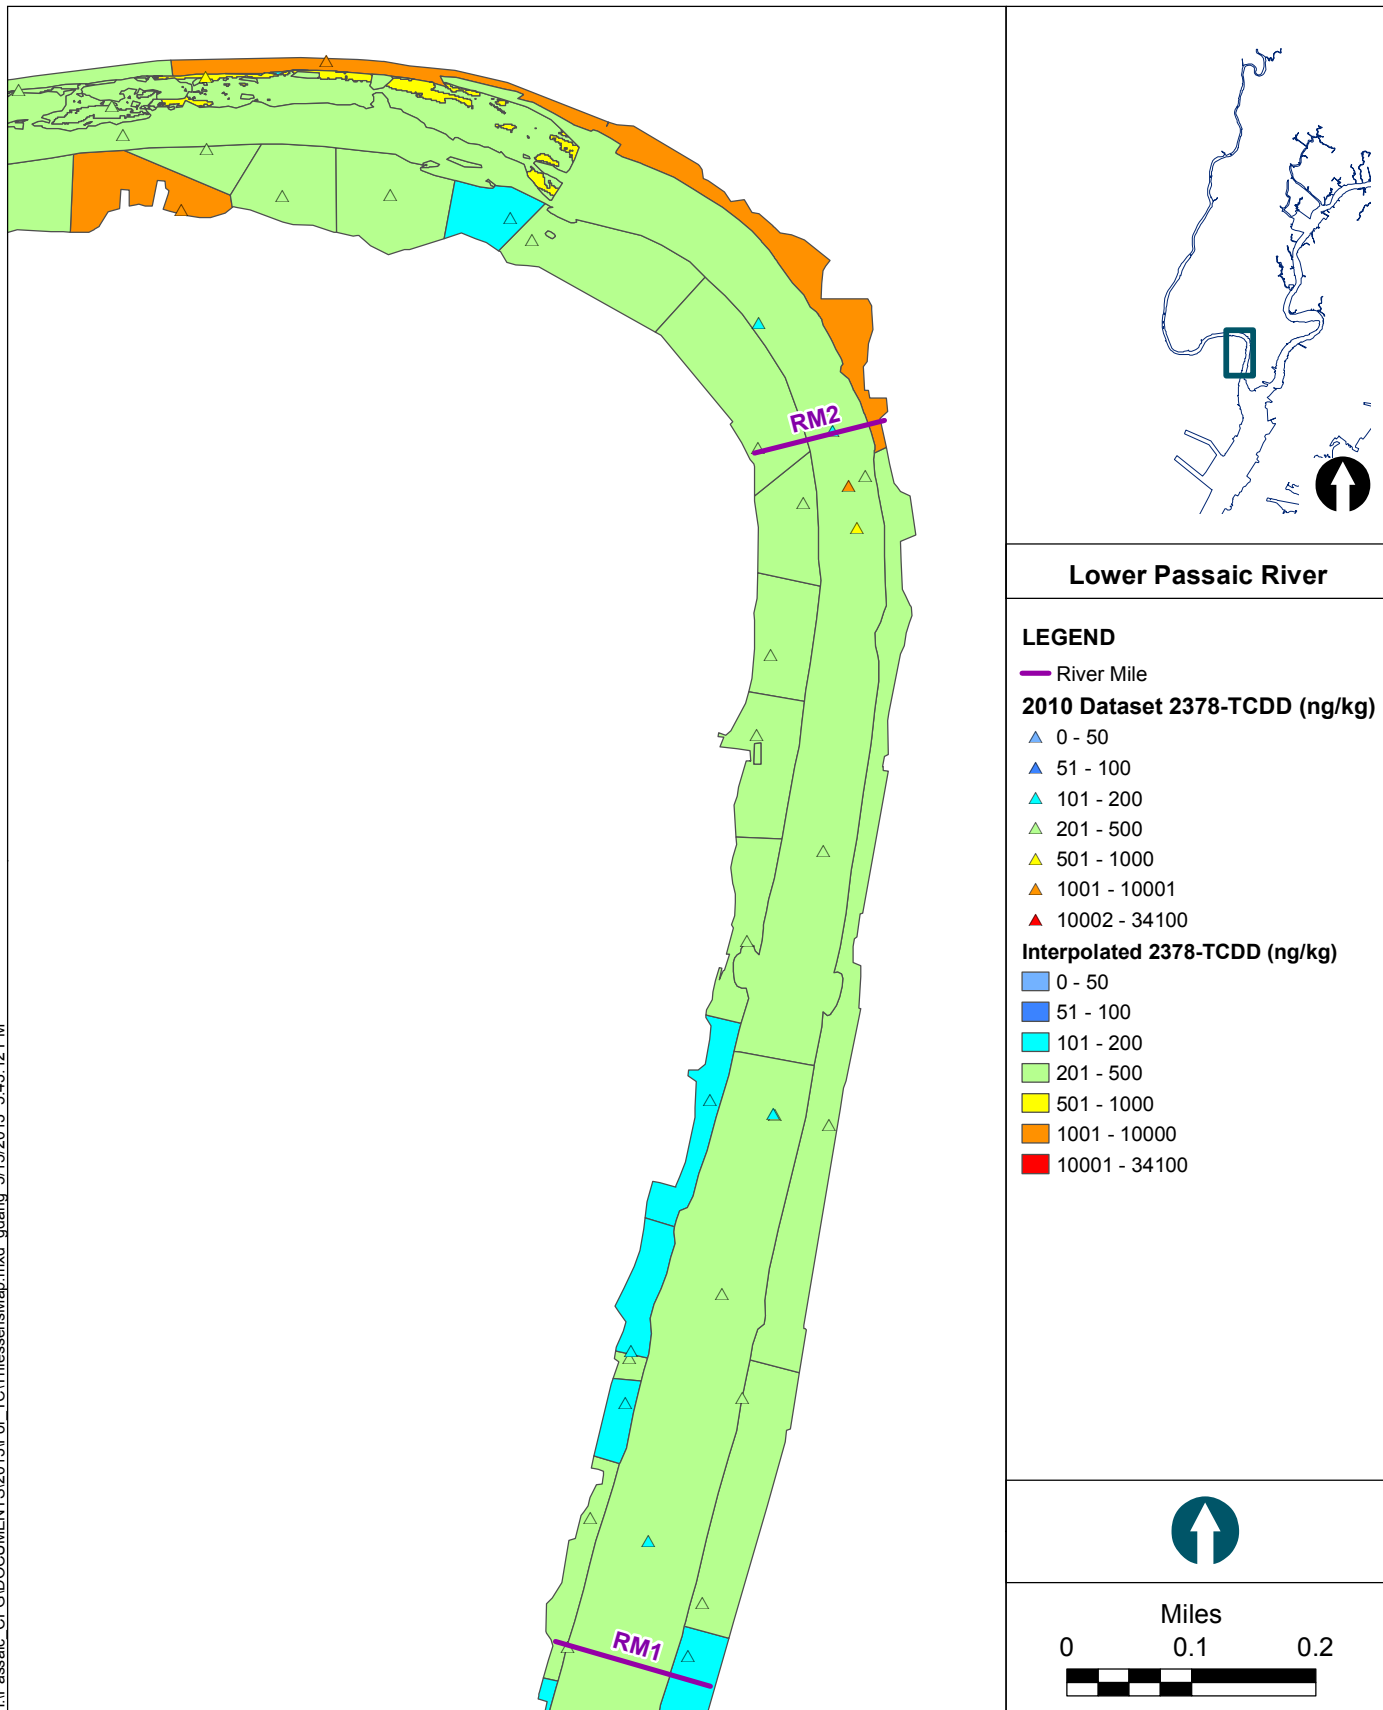 RM2
RM1
Lower Passaic River
LEGEND
River Mile
2010 Dataset 2378-TCDD (ng/kg)
0 - 50
51 - 100
101 - 200
201 - 500
501 - 1000
1001 - 10001
10002 - 34100
Interpolated 2378-TCDD (ng/kg)
0 - 50
51 - 100
101 - 200
201 - 500
501 - 1000
1001 - 10000
10001 - 34100
Miles
0 0.1 0.2